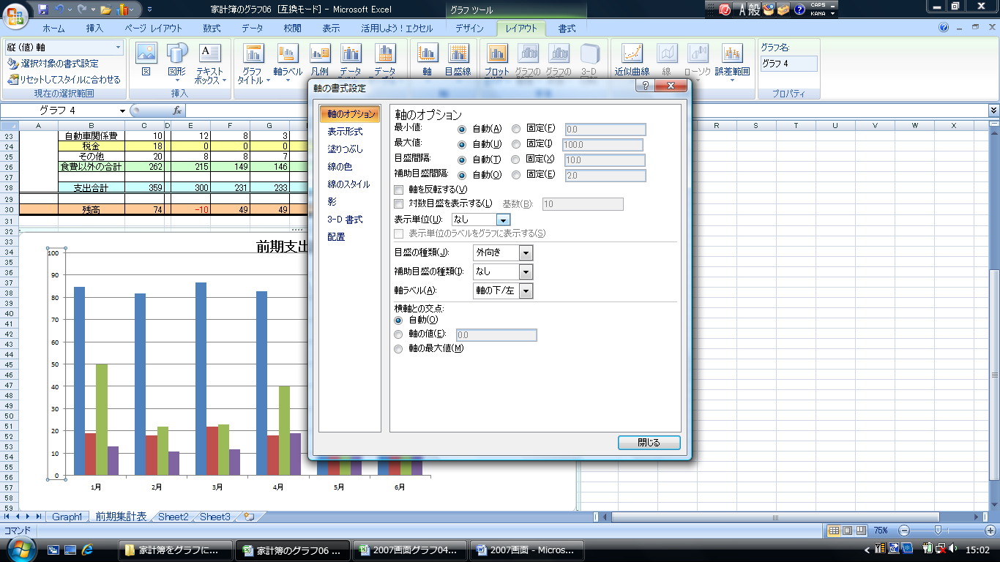 家計簿のグラフ06 [互換モード] - Microsoft Excel
グラフ ツール
A 般
CAPS
KANA
ホーム 挿入 ページ レイアウト 数式 データ 校閲 表示 活用しよう！エクセル デザイン レイアウト 書式
縦 (値) 軸
選択対象の書式設定
リセットしてスタイルに合わせる
現在の選択範囲
図 図形 テキスト ボックス
挿入
グラフ タイトル 軸ラベル 凡例 データ データ
軸 目盛線 プロット グラフの グラフの 3-D
近似曲線 線 ローソク 誤差範囲
グラフ名:
グラフ 4
プロパティ
グラフ 4
fx
A B C D E F G R S T U V W X
23 自動車関係費 10 12 8 3
24 税金 18 0 0 0
25 その他 20 8 8 7
26 食費以外の合計 262 215 149 146
27
28 支出合計 359 300 231 233
29
30 残高 74 -10 49 49
31
32
33
34
35
36
37
38
39
40
41
42
43
44
45
46
47
48
49
50
51
52
53
54
55
56
57
58
59
前期支出
100
90
80
70
60
50
40
30
20
10
0
1月 2月 3月 4月 5月 6月
軸の書式設定
軸のオプション
表示形式
塗りつぶし
線の色
線のスタイル
影
3-D 書式
配置
軸のオプション
最小値: 自動(A) 固定(F) 0.0
最大値: 自動(U) 固定(I) 100.0
目盛間隔: 自動(T) 固定(X) 10.0
補助目盛間隔: 自動(O) 固定(E) 2.0
軸を反転する(V)
対数目盛を表示する(L) 基数(B): 10
表示単位(U): なし
表示単位のラベルをグラフに表示する(S)
目盛の種類(J): 外向き
補助目盛の種類(I): なし
軸ラベル(A): 軸の下/左
横軸との交点:
自動(O)
軸の値(E): 0.0
軸の最大値(M)
閉じる
Graph1 前期集計表 Sheet2 Sheet3
コマンド
75%
家計簿をグラフに... 家計簿のグラフ06 ... 2007画面グラフ04... 2007画面 - Micros...
15:02